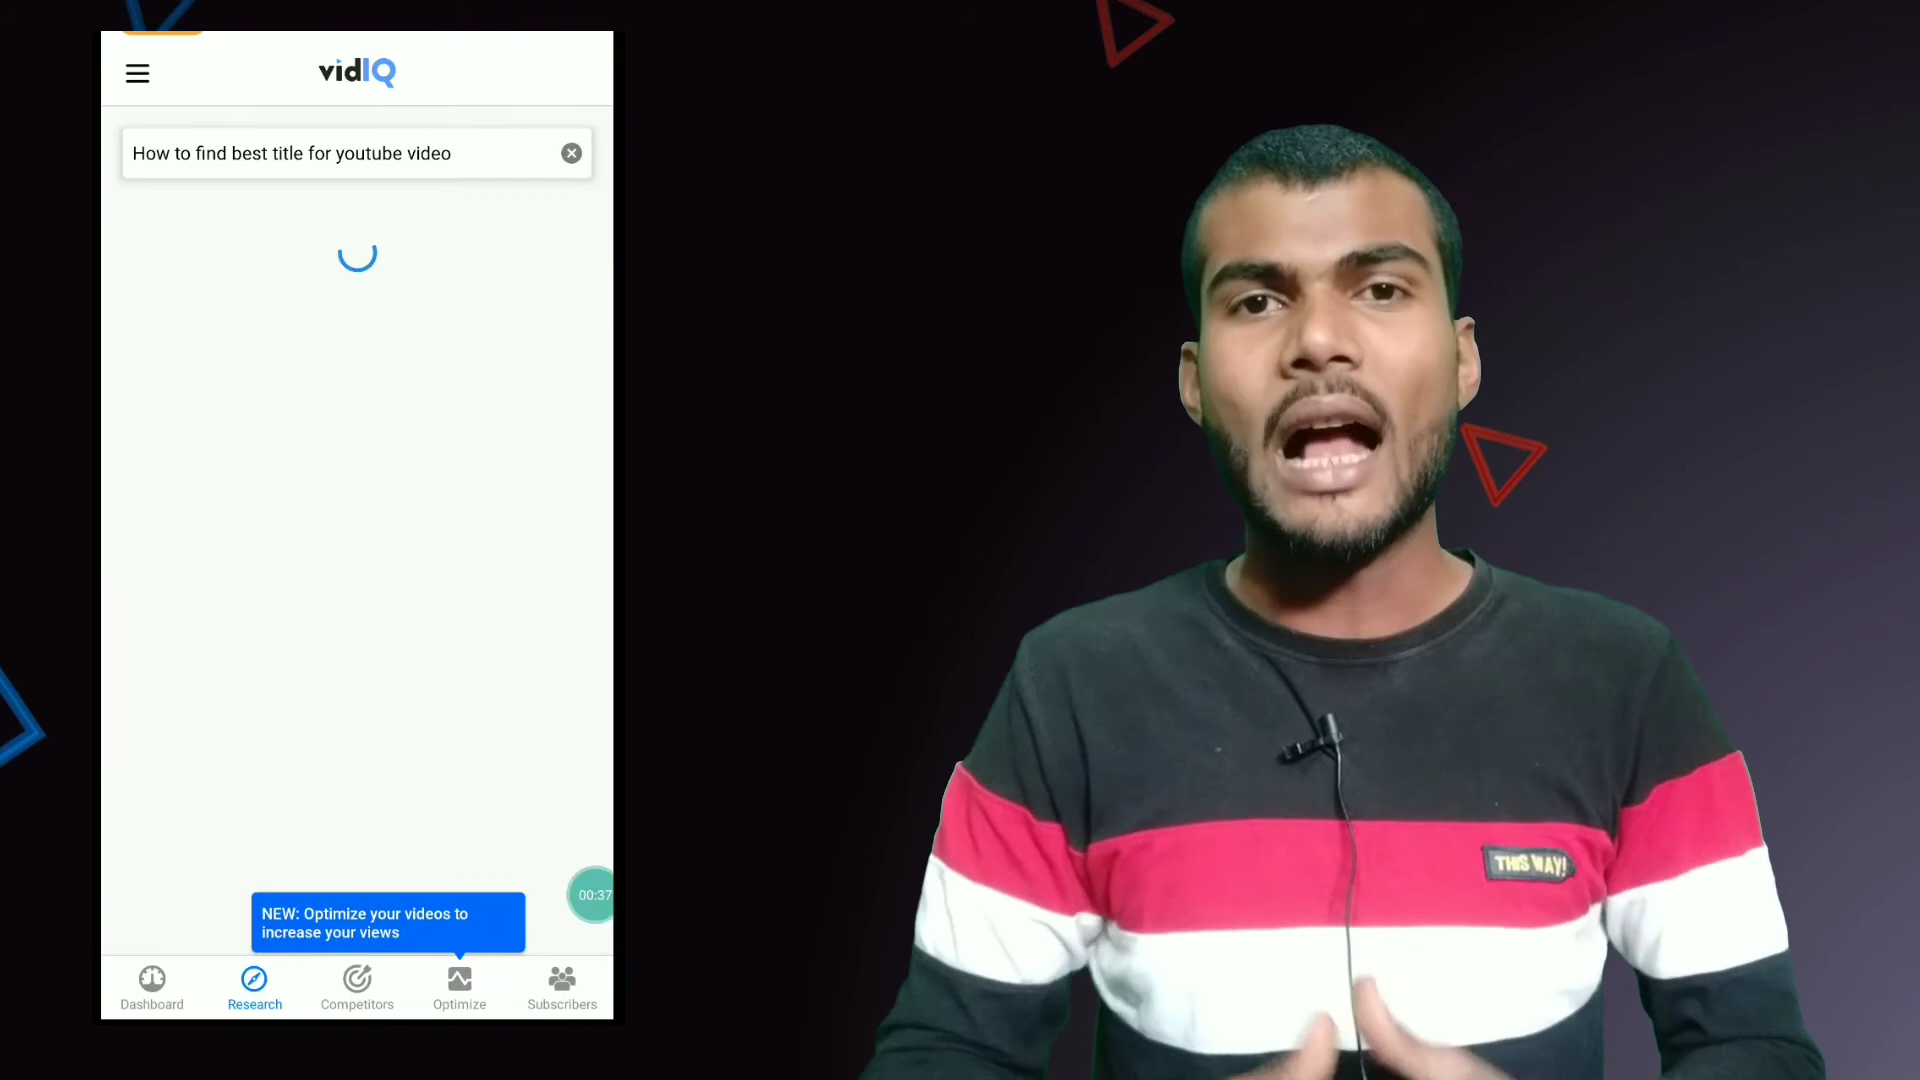 vidIQ
How to find best title for youtube video
00:37
NEW: Optimize your videos to
increase your views
Dashboard
Research
Competitors
Optimize
Subscribers
THIS WAY!